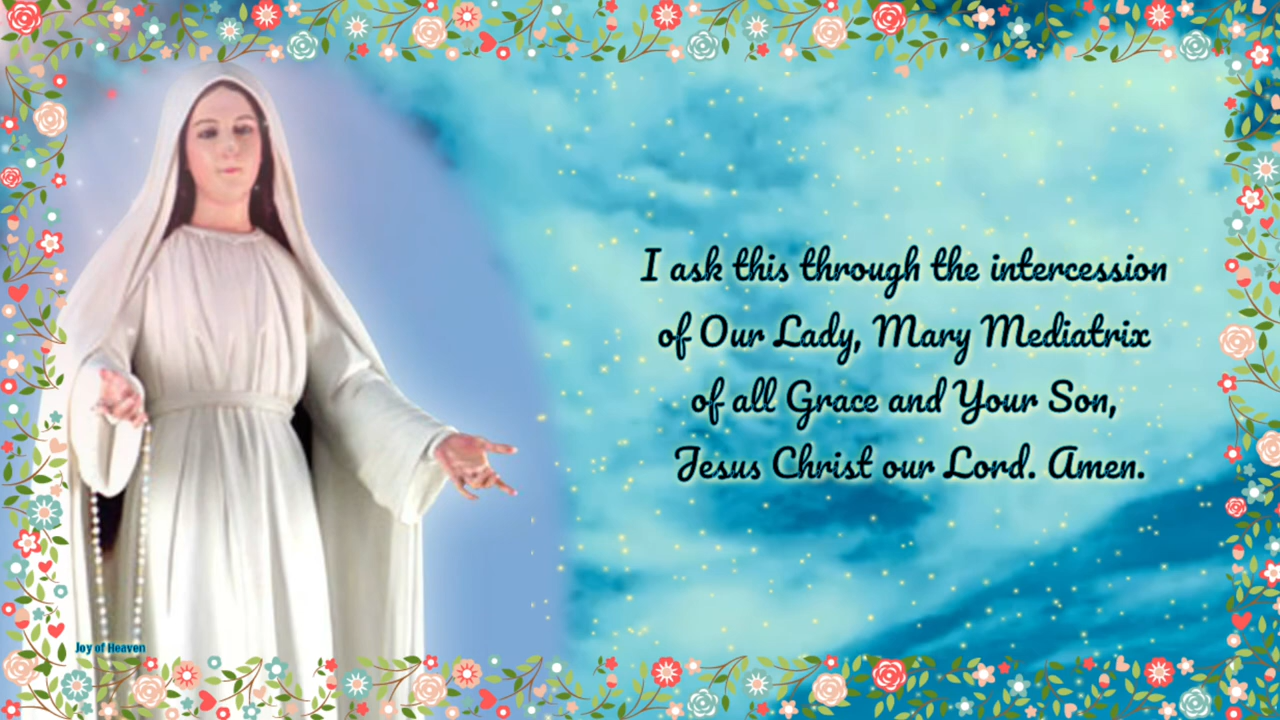 I ask this through the intercession
of Our Lady, Mary Mediatrix
of all Grace and Your Son,
Jesus Christ our Lord. Amen.
Joy of Heaven